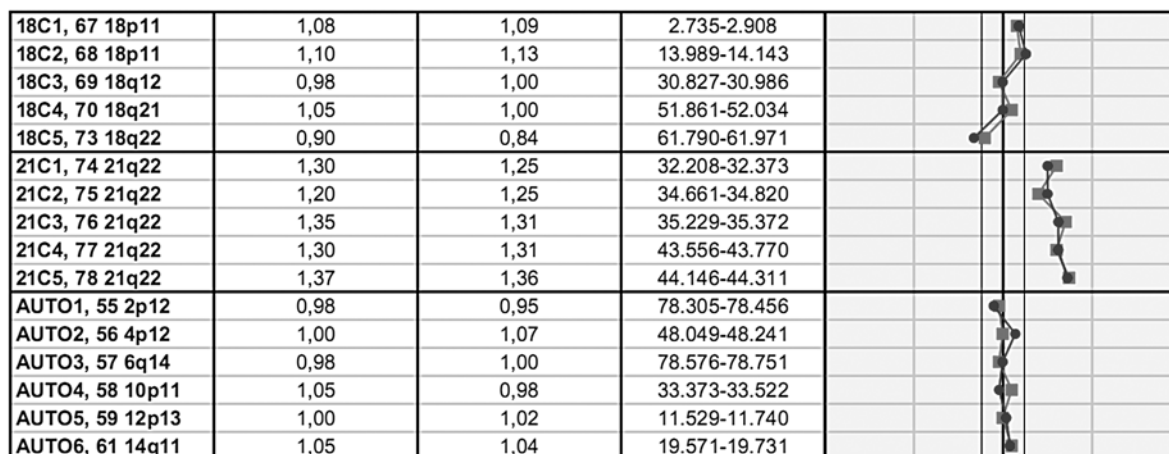 18C1, 67 18p11 1,08 1,09 2.735-2.908
18C2, 68 18p11 1,10 1,13 13.989-14.143
18C3, 69 18q12 0,98 1,00 30.827-30.986
18C4, 70 18q21 1,05 1,00 51.861-52.034
18C5, 73 18q22 0,90 0,84 61.790-61.971
21C1, 74 21q22 1,30 1,25 32.208-32.373
21C2, 75 21q22 1,20 1,25 34.661-34.820
21C3, 76 21q22 1,35 1,31 35.229-35.372
21C4, 77 21q22 1,30 1,31 43.556-43.770
21C5, 78 21q22 1,37 1,36 44.146-44.311
AUTO1, 55 2p12 0,98 0,95 78.305-78.456
AUTO2, 56 4p12 1,00 1,07 48.049-48.241
AUTO3, 57 6q14 0,98 1,00 78.576-78.751
AUTO4, 58 10p11 1,05 0,98 33.373-33.522
AUTO5, 59 12p13 1,00 1,02 11.529-11.740
AUTO6, 61 14q11 1,05 1,04 19.571-19.731